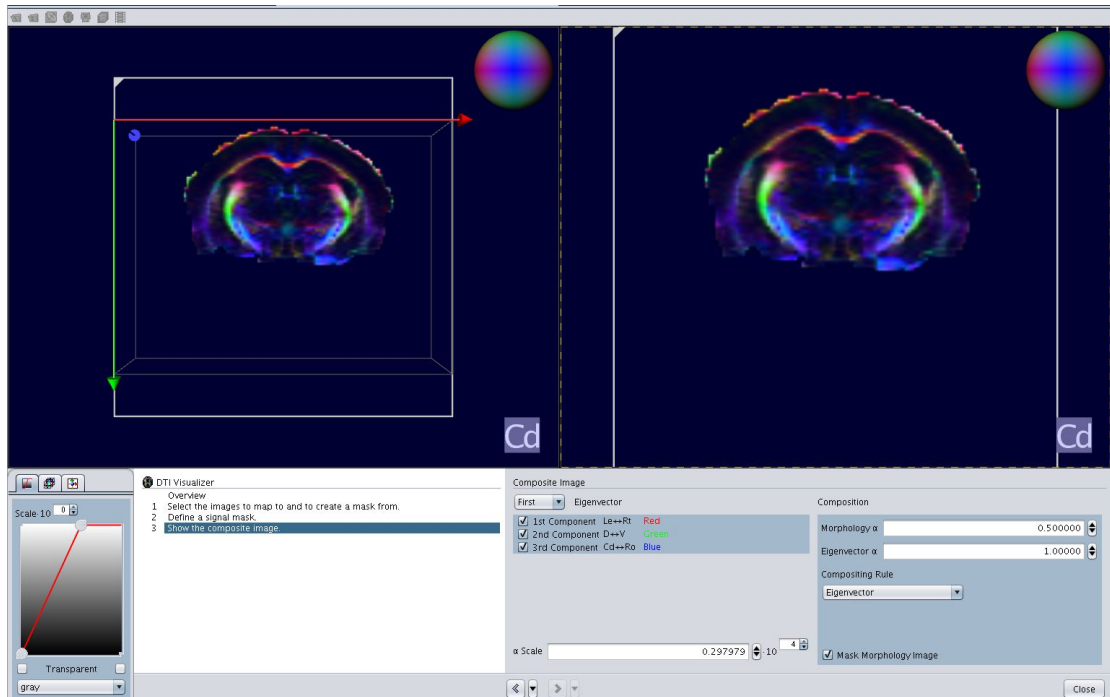 Cd
Cd
Scale·10 0
Transparent
gray
DTI Visualizer
Overview
1 Select the images to map to and to create a mask from.
2 Define a signal mask.
3 Show the composite image.
Composite Image
First Eigenvector
1st Component Le↔Rt Red
2nd Component D↔V Green
3rd Component Cd↔Ro Blue
α Scale 0.297979 ·10 4
Composition
Morphology α 0.500000
Eigenvector α 1.00000
Compositing Rule
Eigenvector
Mask Morphology Image
Close